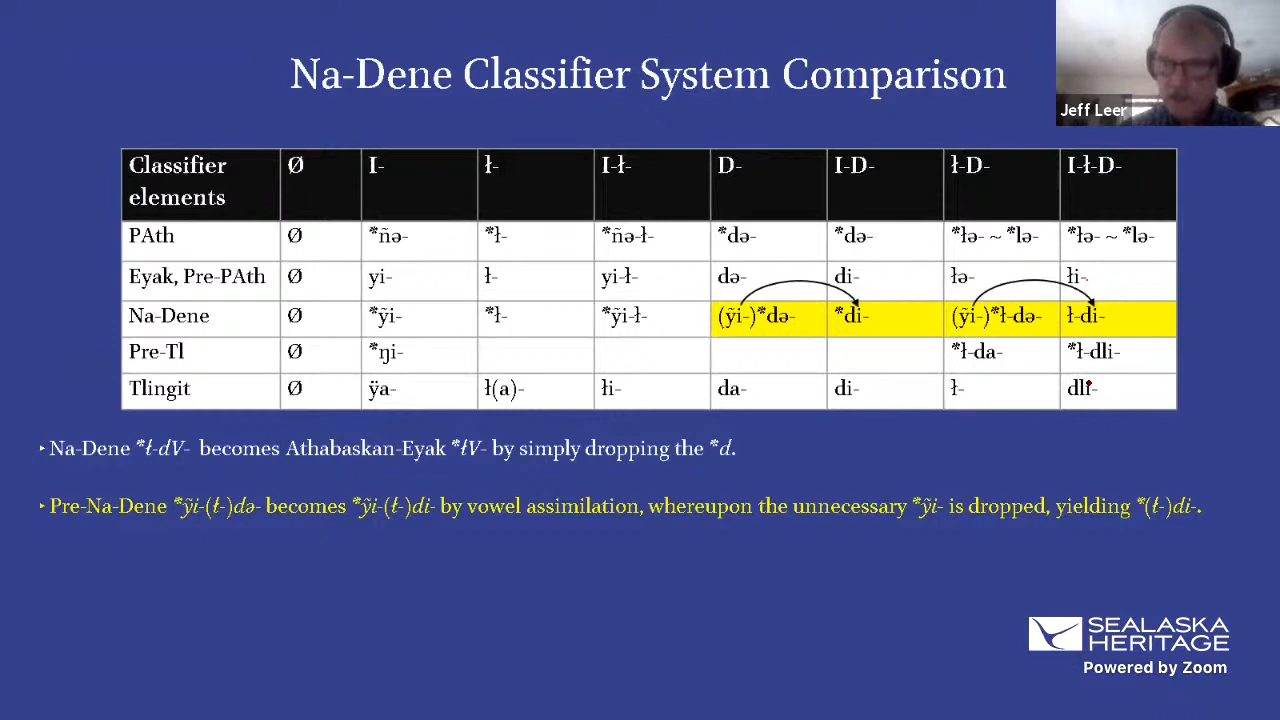 Na-Dene Classifier System Comparison
Jeff Leer
Classifier elements Ø I- ł- I-ł- D- I-D- ł-D- I-ł-D-
PAth Ø *ñə- *ł- *ñə-ł- *də- *də- *łə- ~ *lə- *łə- ~ *lə-
Eyak, Pre-PAth Ø yi- ł- yi-ł- də- di- łə- łi-
Na-Dene Ø *ỹi- *ł- *ỹi-ł- (ỹi-)*də- *di- (ỹi-)*ł-də- ł-di-
Pre-Tl Ø *ŋi- *ł-da- *ł-dli-
Tlingit Ø ÿa- ł(a)- łi- da- di- ł- dli-
‣ Na-Dene *ł-dV- becomes Athabaskan-Eyak *łV- by simply dropping the *d.
‣ Pre-Na-Dene *ỹi-(ł-)də- becomes *ỹi-(ł-)di- by vowel assimilation, whereupon the unnecessary *ỹi- is dropped, yielding *(ł-)di-.
SEALASKA
HERITAGE
Powered by Zoom